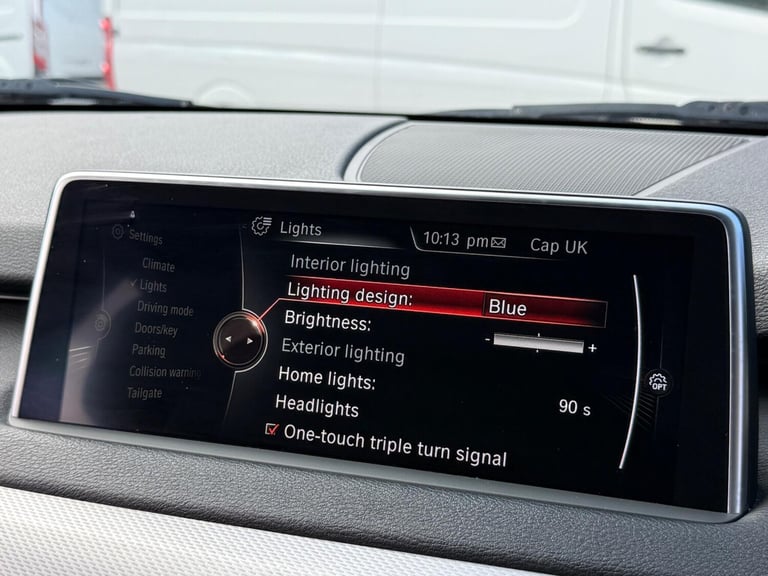 Settings
Climate
✓ Lights
Driving mode
Doors/key
Parking
Collision warning
Tailgate
Lights
10:13 pm
Cap UK
Interior lighting
Lighting design: Blue
Brightness: - +
Exterior lighting
Home lights: 90 s
Headlights
One-touch triple turn signal
OPT